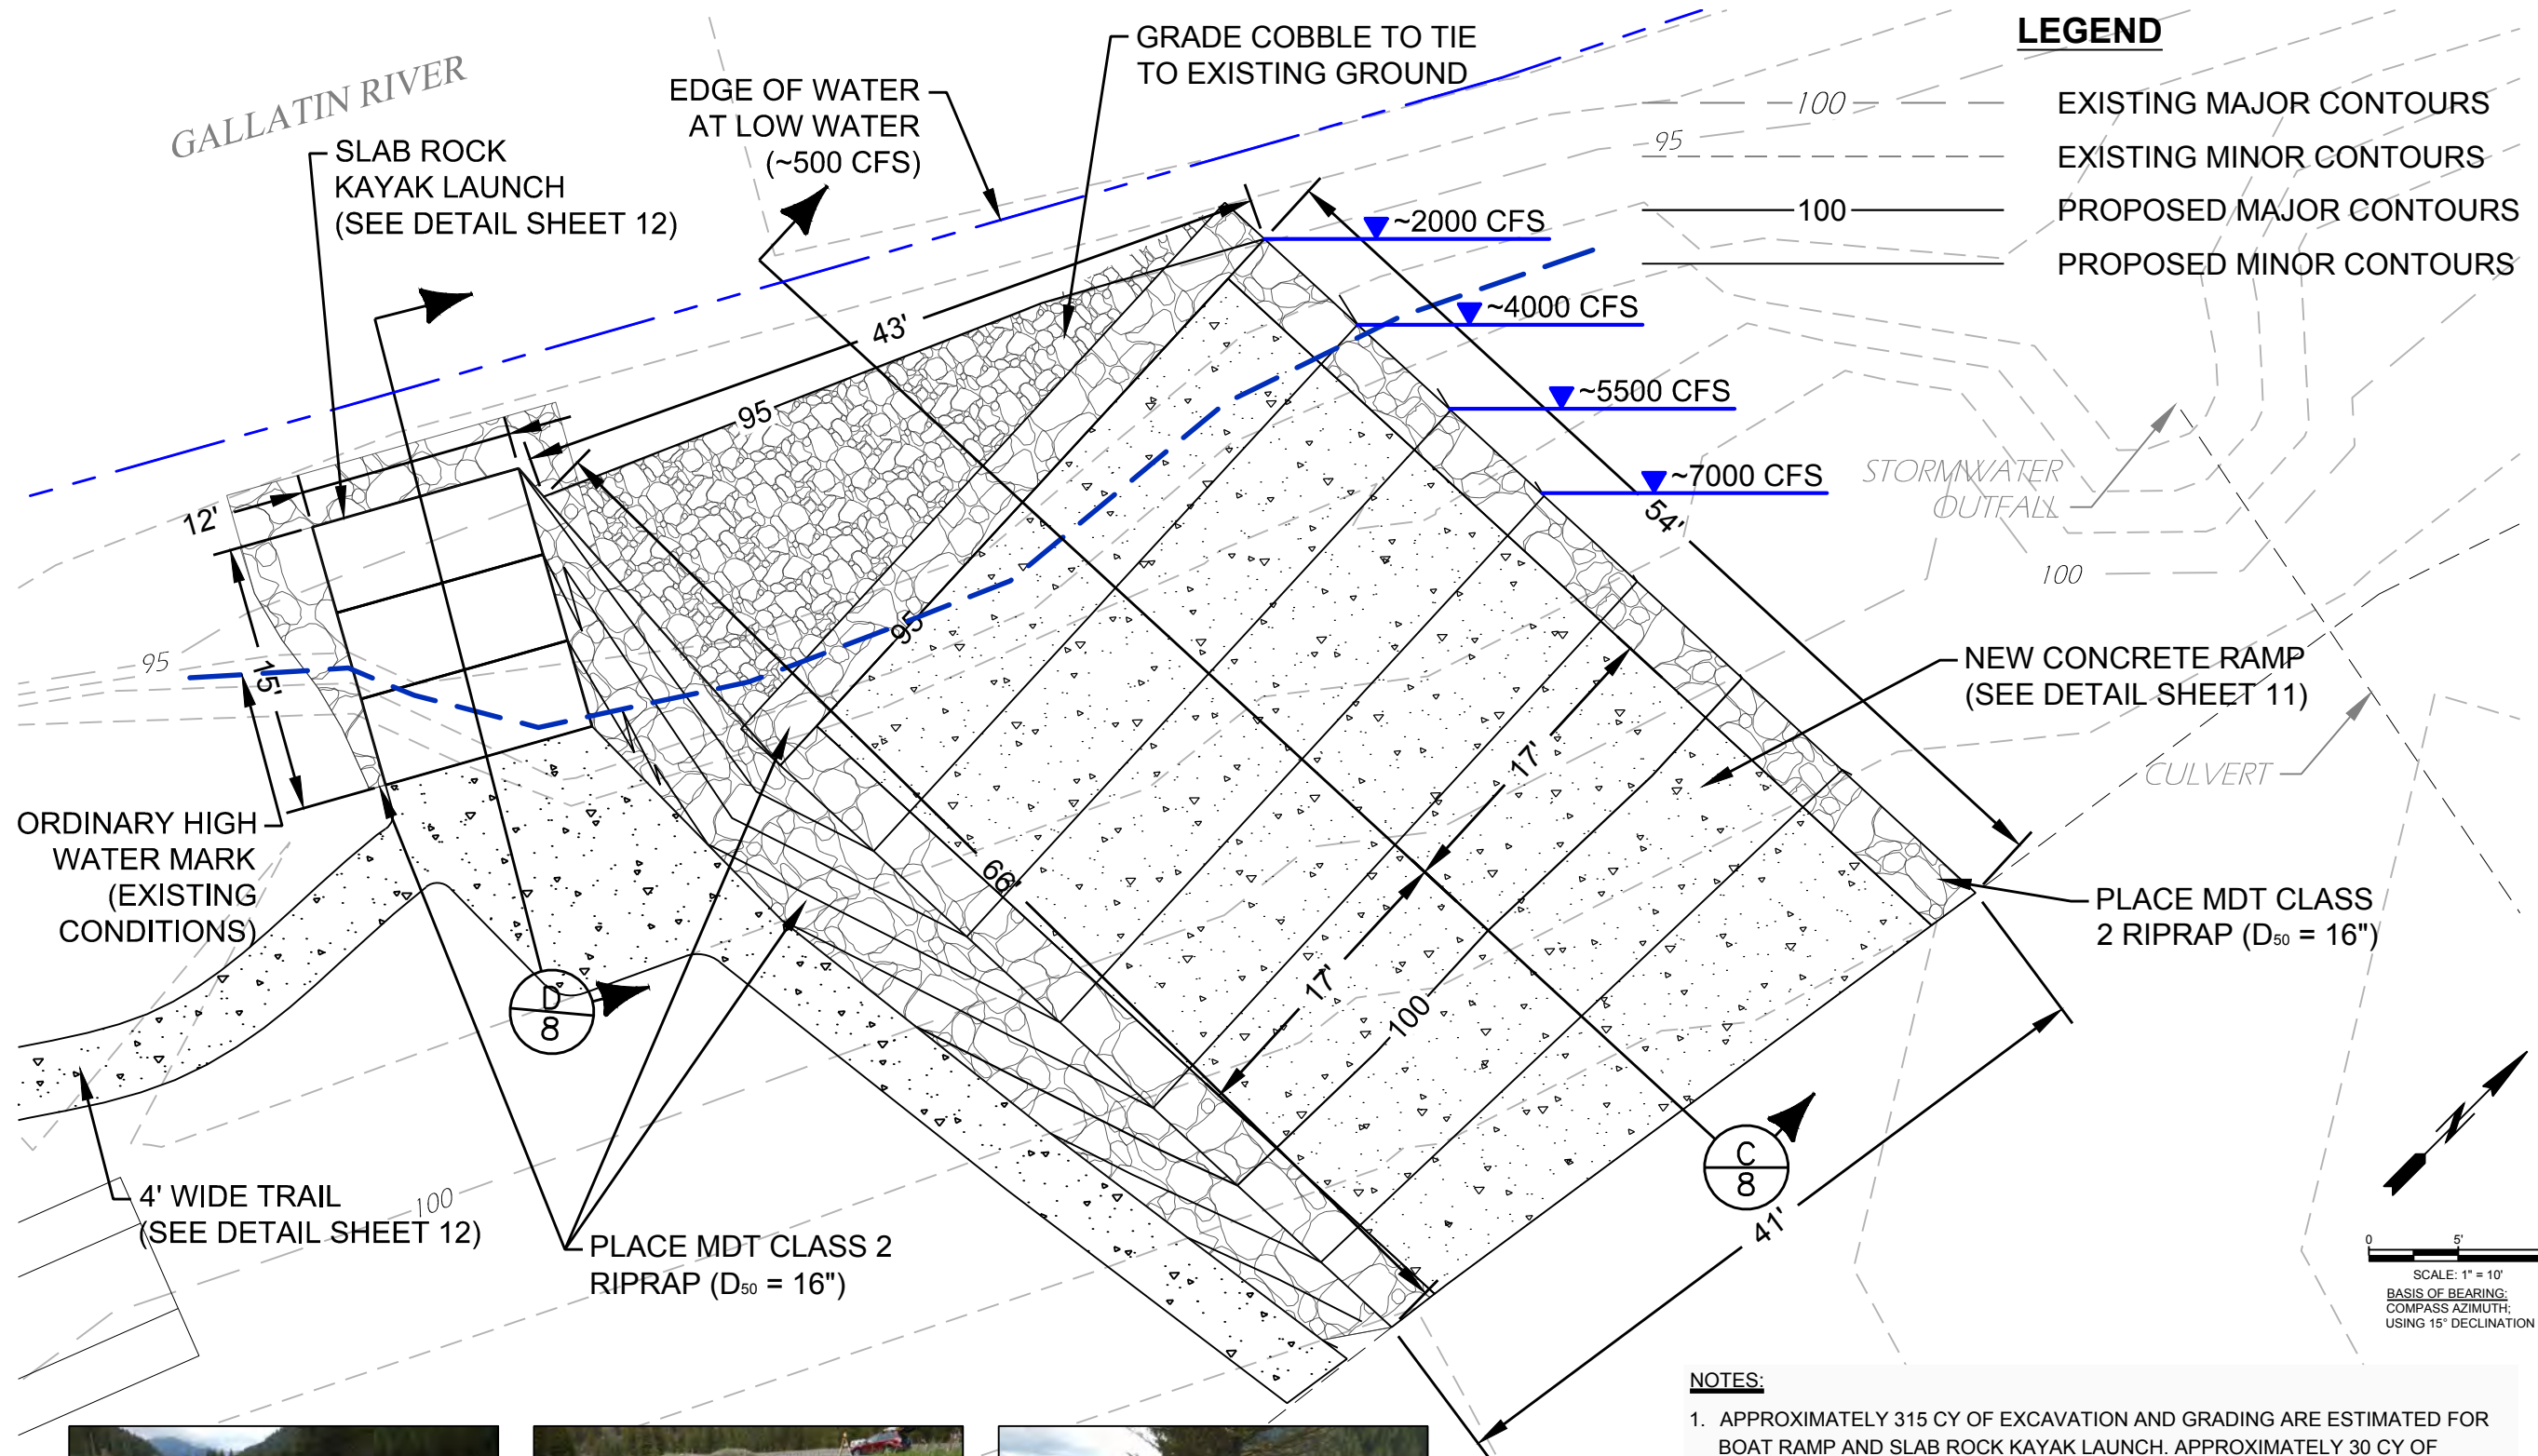 LEGEND
100
EXISTING MAJOR CONTOURS
95
EXISTING MINOR CONTOURS
100
PROPOSED MAJOR CONTOURS
PROPOSED MINOR CONTOURS
GALLATIN RIVER
GRADE COBBLE TO TIE
TO EXISTING GROUND
EDGE OF WATER
AT LOW WATER
(~500 CFS)
SLAB ROCK
KAYAK LAUNCH
(SEE DETAIL SHEET 12)
~2000 CFS
~4000 CFS
~5500 CFS
~7000 CFS
43'
95
12'
15'
95
95
54'
STORMWATER
OUTFALL
100
NEW CONCRETE RAMP
(SEE DETAIL SHEET 11)
CULVERT
17'
17'
66'
100
ORDINARY HIGH
WATER MARK
(EXISTING
CONDITIONS)
PLACE MDT CLASS
2 RIPRAP (D50 = 16")
D
8
C
8
41'
4' WIDE TRAIL
(SEE DETAIL SHEET 12)
100
PLACE MDT CLASS 2
RIPRAP (D50 = 16")
N
0 5'
SCALE: 1" = 10'
BASIS OF BEARING:
COMPASS AZIMUTH;
USING 15° DECLINATION
NOTES:
1. APPROXIMATELY 315 CY OF EXCAVATION AND GRADING ARE ESTIMATED FOR
BOAT RAMP AND SLAB ROCK KAYAK LAUNCH. APPROXIMATELY 30 CY OF